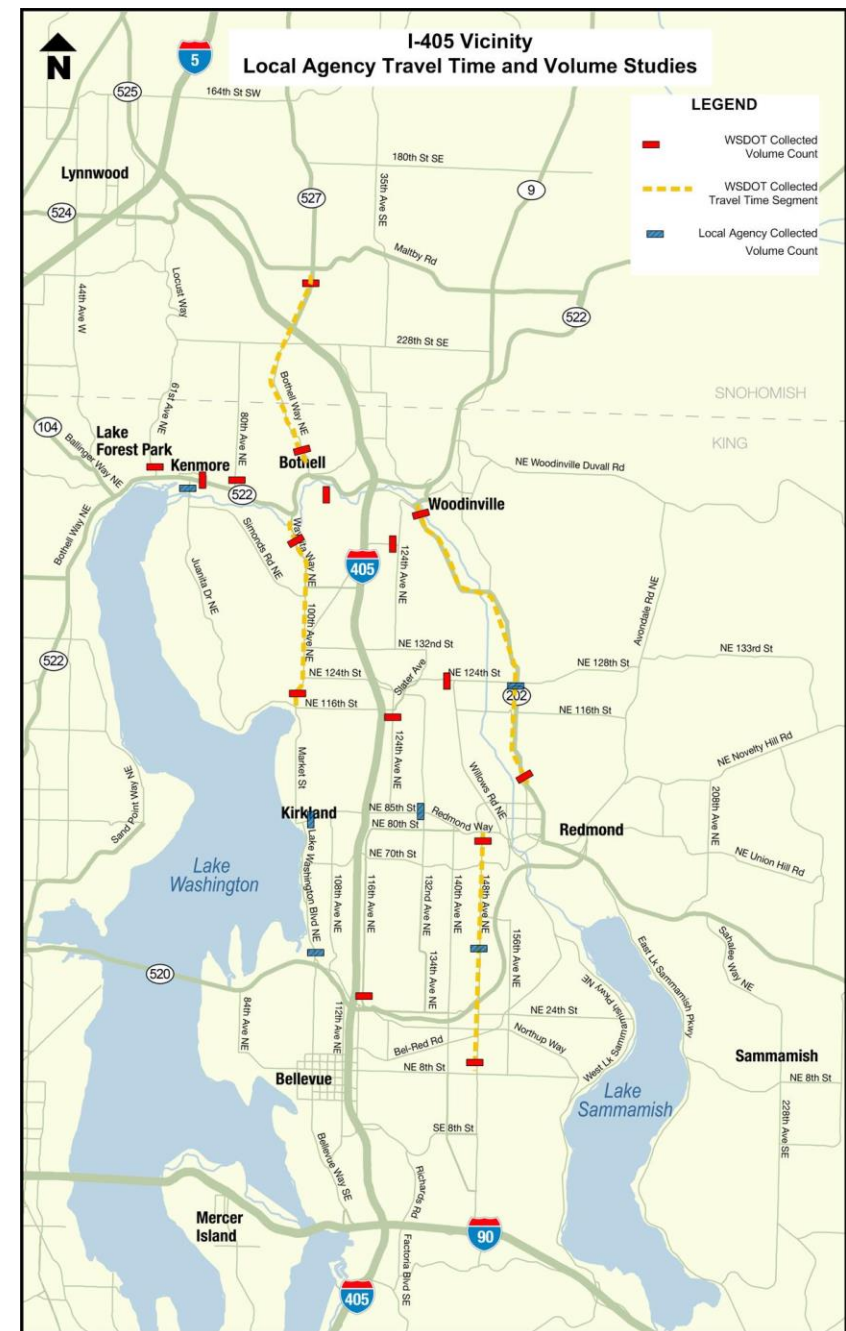 I-405 Vicinity
Local Agency Travel Time and Volume Studies
N
5
LEGEND
WSDOT Collected
Volume Count
WSDOT Collected
Travel Time Segment
Local Agency Collected
Volume Count
525
164th St SW
180th St SE
Lynnwood
35th Ave SE
527
9
524
Maltby Rd
Locust Way
44th Ave W
522
228th St SE
Bothell Way NE
SNOHOMISH
KING
61st Ave NE
80th Ave NE
104
Ballinger Way NE
Lake
Forest Park
Kenmore
Bothell
NE Woodinville Duvall Rd
522
Woodinville
Bothell Way NE
Simonds Rd NE
Juanita Dr NE
405
124th Ave NE
Avondale Rd NE
100th Ave NE
NE 132nd St
NE 133rd St
522
NE 124th St
Slater Ave
NE 124th St
NE 128th St
202
NE 116th St
NE 116th St
Market St
124th Ave NE
NE Novelty Hill Rd
Willows Rd NE
208th Ave NE
Sand Point Way NE
Kirkland
NE 85th St
Redmond Way
NE 80th St
Redmond
NE 70th St
NE Union Hill Rd
Lake
Washington
Lake Washington Blvd NE
108th Ave NE
116th Ave NE
132nd Ave NE
140th Ave NE
148th Ave NE
156th Ave NE
134th Ave NE
East Lk Sammamish Pkwy
Sahalee Way NE
520
West Lk Sammamish Pkwy NE
84th Ave NE
112th Ave NE
NE 24th St
Northup Way
Bel-Red Rd
Sammamish
Bellevue
NE 8th St
NE 8th St
Lake
Sammamish
SE 8th St
228th Ave SE
Bellevue Way SE
Richards Rd
Mercer
Island
90
Factoria Blvd SE
405